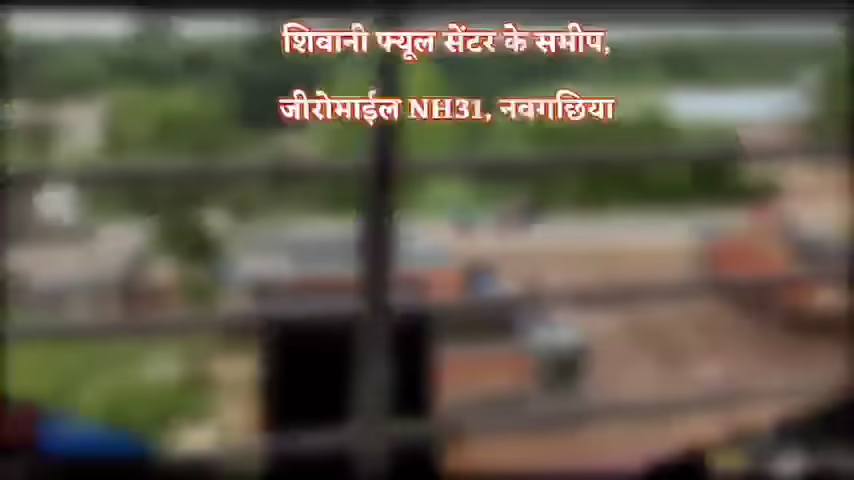 शिवानी फ्यूल सेंटर के समीप,
जीरोमाईल NH31, नवगछिया